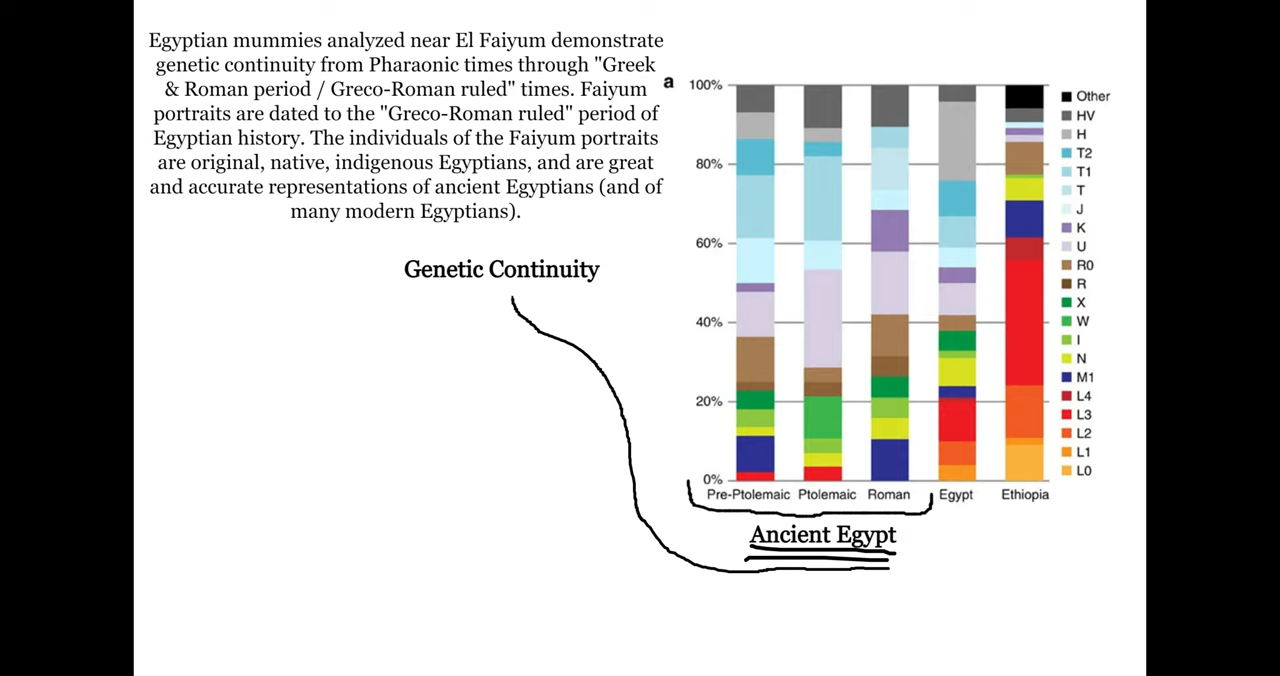 Egyptian mummies analyzed near El Faiyum demonstrate
genetic continuity from Pharaonic times through "Greek
& Roman period / Greco-Roman ruled" times. Faiyum
portraits are dated to the "Greco-Roman ruled" period of
Egyptian history. The individuals of the Faiyum portraits
are original, native, indigenous Egyptians, and are great
and accurate representations of ancient Egyptians (and of
many modern Egyptians).
Genetic Continuity
a
100%
80%
60%
40%
20%
0%
Pre-Ptolemaic Ptolemaic Roman Egypt Ethiopia
Ancient Egypt
Other
HV
H
T2
T1
T
J
K
U
R0
R
X
W
I
N
M1
L4
L3
L2
L1
L0